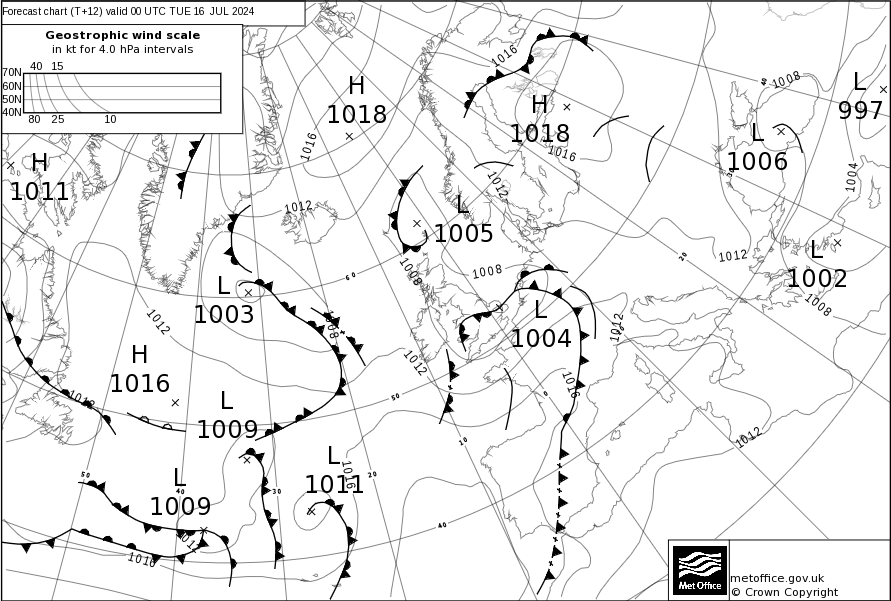 Forecast chart (T+12) valid 00 UTC TUE 16 JUL 2024
Geostrophic wind scale
in kt for 4.0 hPa intervals
40 15
70N
60N
50N
40N
80 25 10
H
1018
1016
H
1018
1016
1008
L
997
L
1006
1004
H
1011
1016
1012
1012
L
1005
1012
L
1002
1008
20
60
1008
1008
L
1003
1012
1008
L
1004
1012
H
1016
1012
1016
1012
50
0
L
1009
10
1012
L
1011
1016
20
50
L
1009
40
30
40
1012
1016
Met Office
metoffice.gov.uk
© Crown Copyright